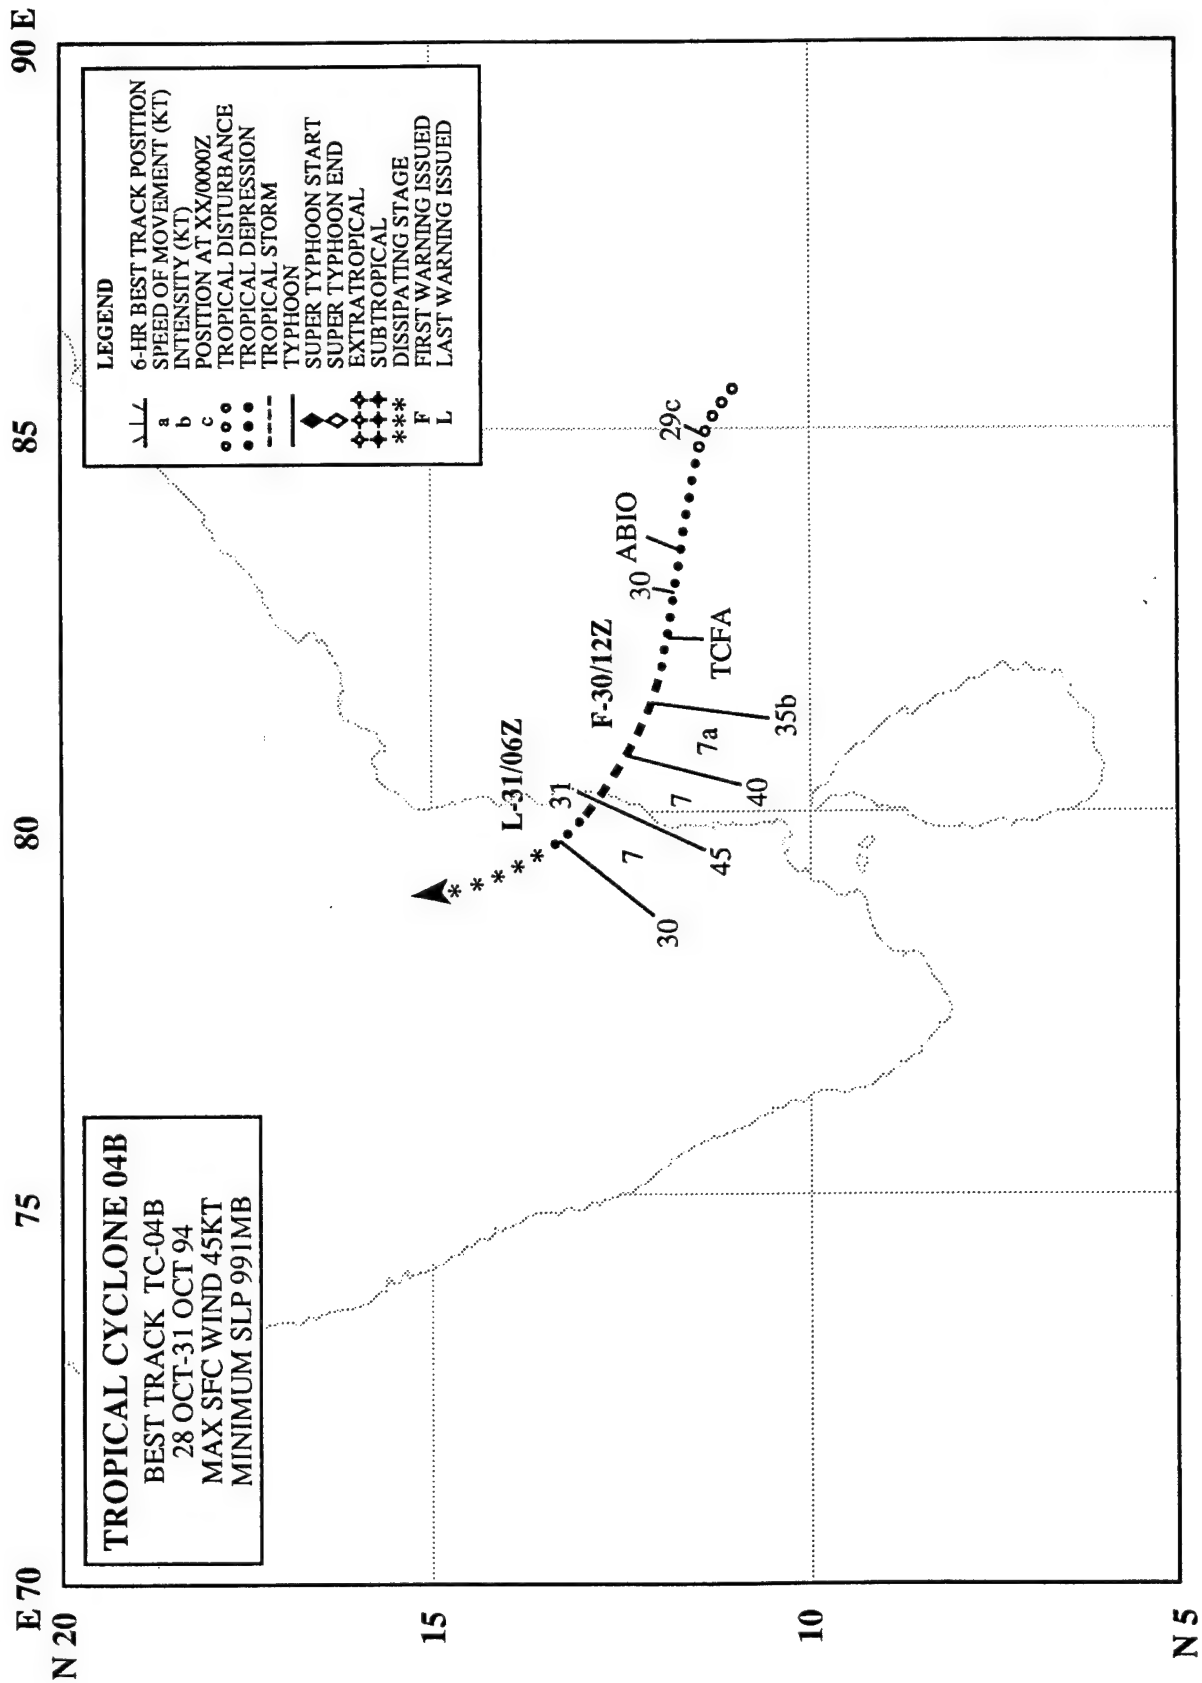 E 70
75
80
85
90 E
N 20
15
10
N 5
TROPICAL CYCLONE 04B
BEST TRACK TC-04B
28 OCT-31 OCT 94
MAX SFC WIND 45KT
MINIMUM SLP 991MB
LEGEND
6-HR BEST TRACK POSITION
a SPEED OF MOVEMENT (KT)
b INTENSITY (KT)
c POSITION AT XX/0000Z
TROPICAL DISTURBANCE
TROPICAL DEPRESSION
TROPICAL STORM
TYPHOON
SUPER TYPHOON START
SUPER TYPHOON END
EXTRATROPICAL
SUBTROPICAL
*** DISSIPATING STAGE
F FIRST WARNING ISSUED
L LAST WARNING ISSUED
L-31/06Z
31
F-30/12Z
30
ABIO
29c
TCFA
30
7
45
7
40
7a
35b